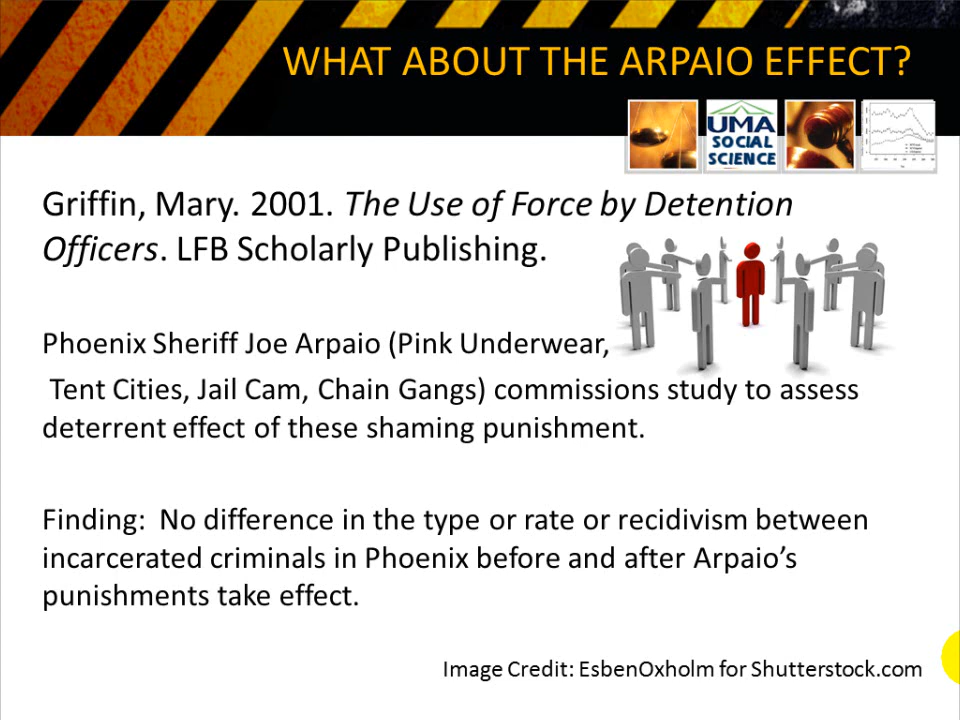 WHAT ABOUT THE ARPAIO EFFECT?
UMA
SOCIAL
SCIENCE
Griffin, Mary. 2001. The Use of Force by Detention
Officers. LFB Scholarly Publishing.
Phoenix Sheriff Joe Arpaio (Pink Underwear,
Tent Cities, Jail Cam, Chain Gangs) commissions study to assess
deterrent effect of these shaming punishment.
Finding:  No difference in the type or rate or recidivism between
incarcerated criminals in Phoenix before and after Arpaio’s
punishments take effect.
Image Credit: EsbenOxholm for Shutterstock.com